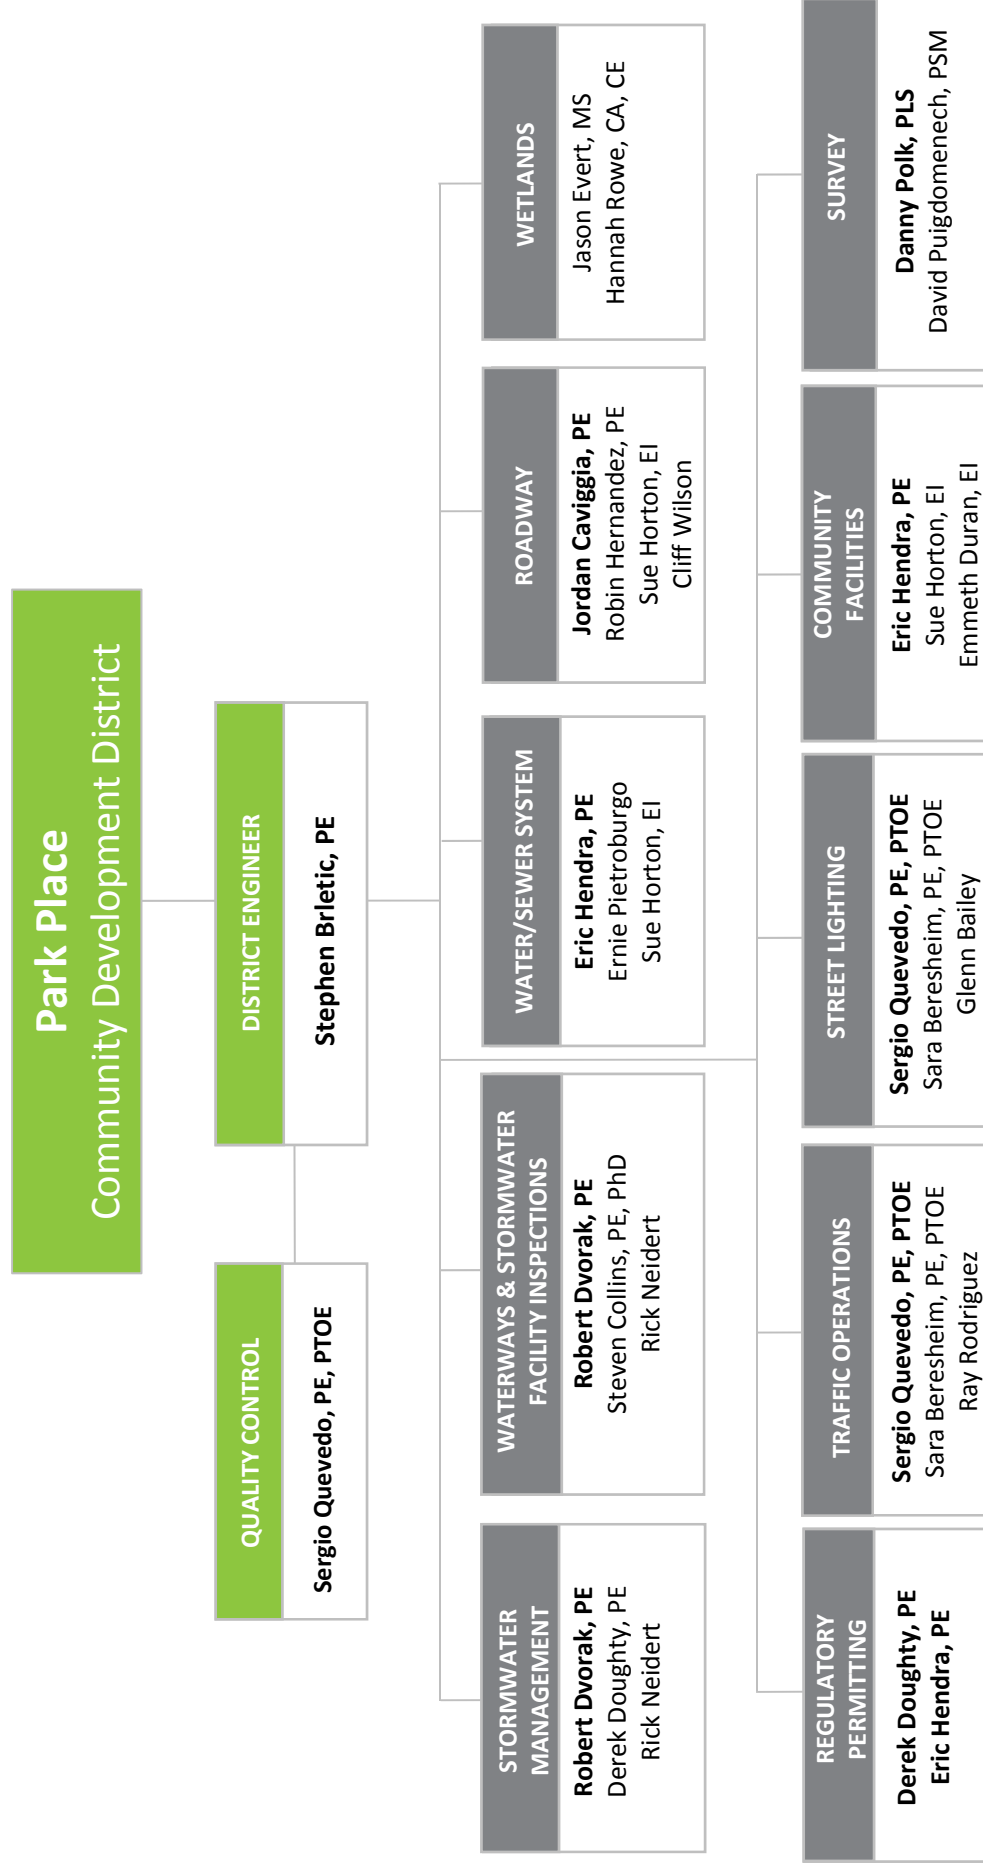 Park Place
Community Development District
QUALITY CONTROL
Sergio Quevedo, PE, PTOE
DISTRICT ENGINEER
Stephen Brletic, PE
STORMWATER
MANAGEMENT
Robert Dvorak, PE
Derek Doughty, PE
Rick Neidert
WATERWAYS & STORMWATER
FACILITY INSPECTIONS
Robert Dvorak, PE
Steven Collins, PE, PhD
Rick Neidert
WATER/SEWER SYSTEM
Eric Hendra, PE
Ernie Pietroburgo
Sue Horton, EI
ROADWAY
Jordan Caviggia, PE
Robin Hernandez, PE
Sue Horton, EI
Cliff Wilson
WETLANDS
Jason Evert, MS
Hannah Rowe, CA, CE
REGULATORY
PERMITTING
Derek Doughty, PE
Eric Hendra, PE
TRAFFIC OPERATIONS
Sergio Quevedo, PE, PTOE
Sara Beresheim, PE, PTOE
Ray Rodriguez
STREET LIGHTING
Sergio Quevedo, PE, PTOE
Sara Beresheim, PE, PTOE
Glenn Bailey
COMMUNITY
FACILITIES
Eric Hendra, PE
Sue Horton, EI
Emmeth Duran, EI
SURVEY
Danny Polk, PLS
David Puigdomenech, PSM